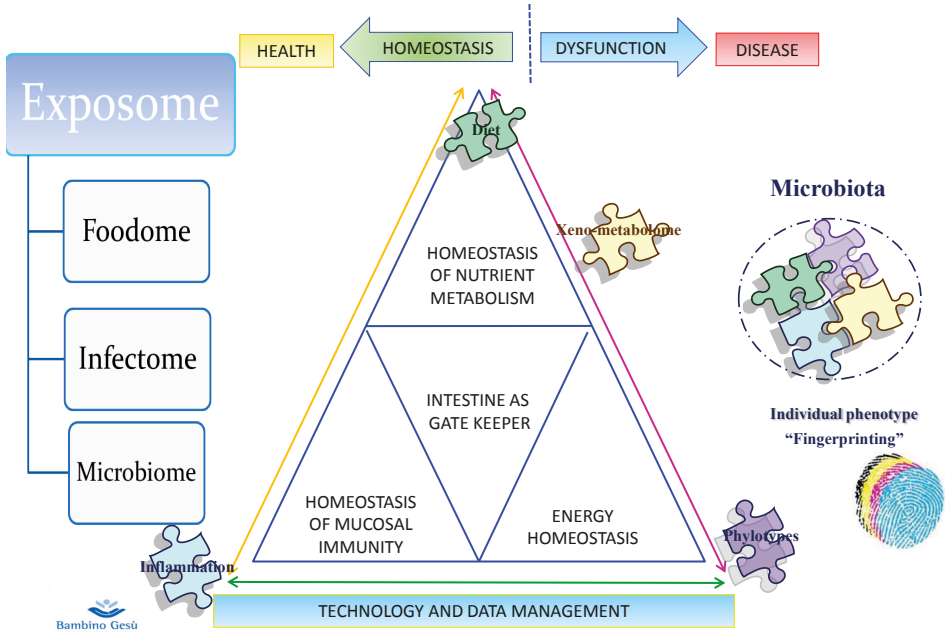 HEALTH
HOMEOSTASIS
DYSFUNCTION
DISEASE
Exposome
Foodome
Infectome
Microbiome
Diet
Xeno-metabolome
HOMEOSTASIS
OF NUTRIENT
METABOLISM
INTESTINE AS
GATE KEEPER
HOMEOSTASIS
OF MUCOSAL
IMMUNITY
ENERGY
HOMEOSTASIS
Inflammation
Phylotypes
Microbiota
Individual phenotype
“Fingerprinting”
TECHNOLOGY AND DATA MANAGEMENT
Bambino Gesù